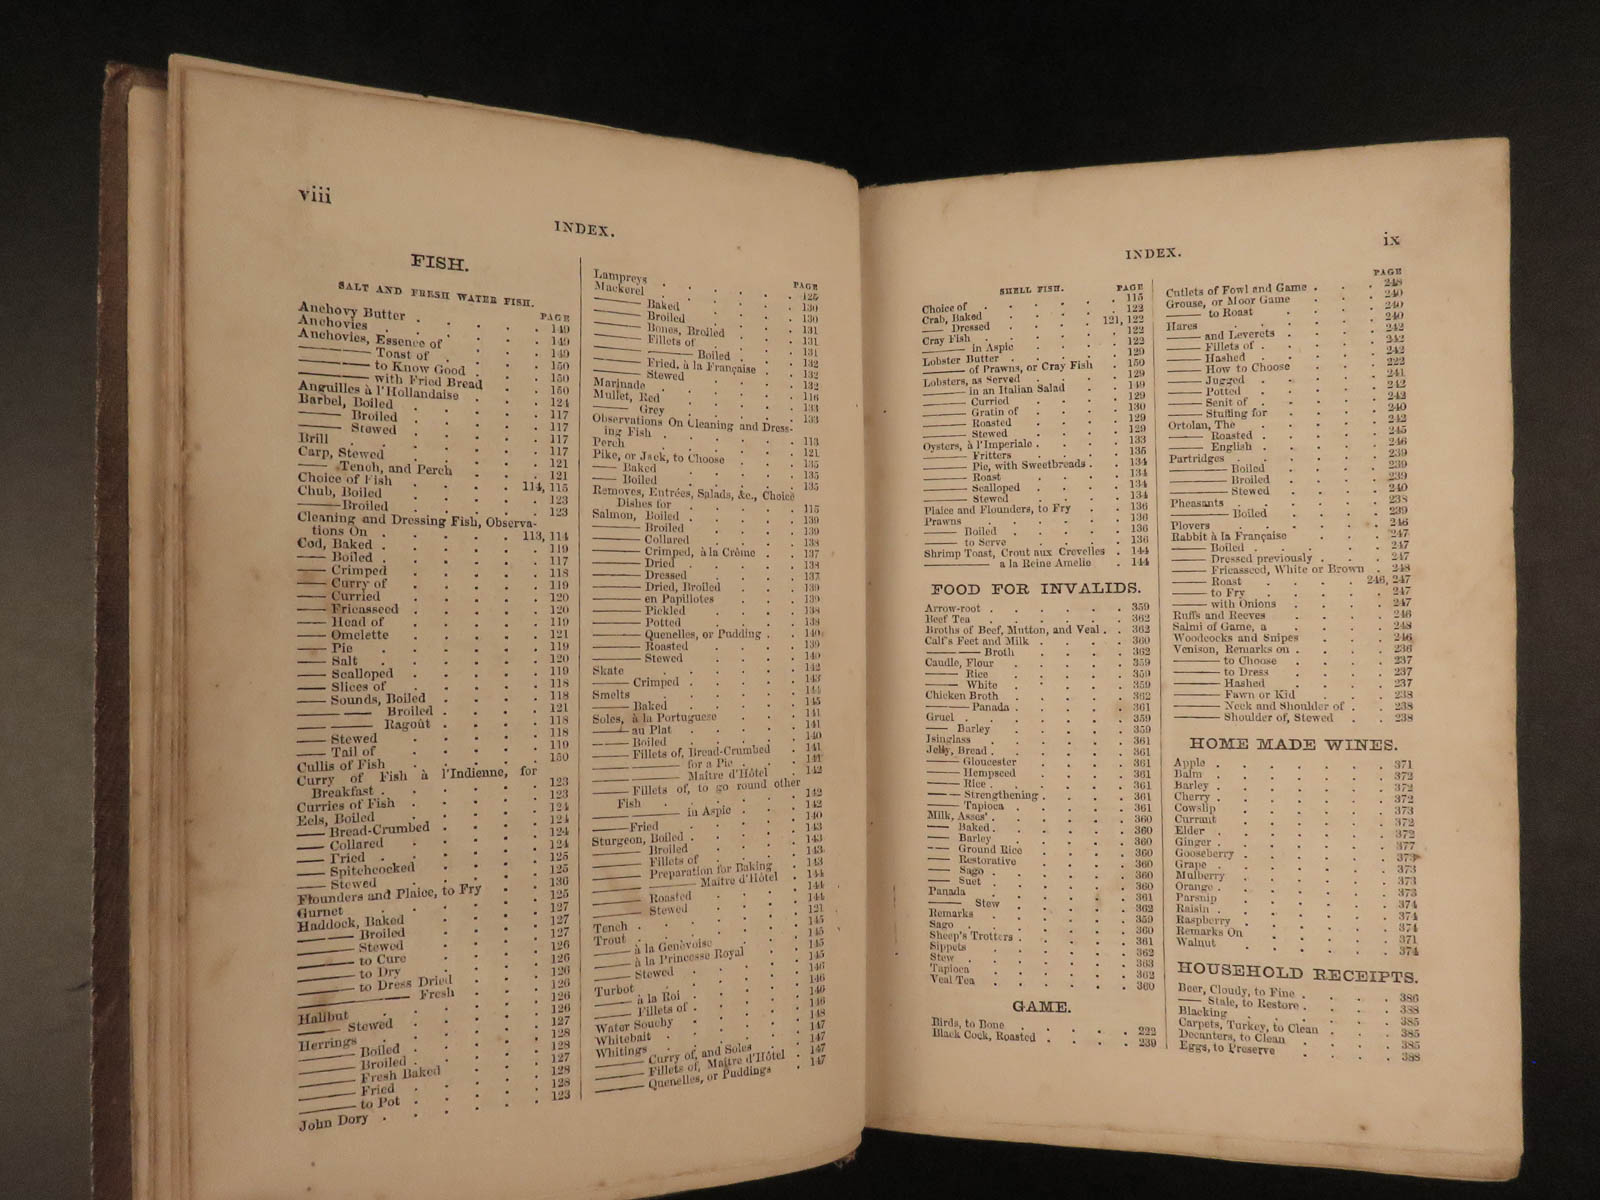 viii
INDEX.
FISH.
SALT AND FRESH WATER FISH.
PAGE
Anchovy Butter . . . . . 149
Anchovies . . . . . 149
Anchovies, Essence of . . . 149
——— Toast of . . . 150
——— to Know Good . . . 150
——— with Fried Bread . . 150
Anguilles à l'Hollandaise . . . 124
Barbel, Boiled . . . . 117
—— Broiled . . . . 117
—— Stewed . . . . 117
Brill . . . . . 117
Carp, Stewed . . . . 121
—— Tench, and Perch . . . 121
Choice of Fish . . . . 114, 115
Chub, Boiled . . . . 123
——Broiled . . . . 123
Cleaning and Dressing Fish, Observa-
tions On . . . . . 113, 114
Cod, Baked . . . . . 119
— Boiled . . . . . 117
— Crimped . . . . 118
— Curry of . . . . 119
— Curried . . . . 120
— Fricasseed . . . . 120
— Head of . . . . 119
— Omelette . . . . 121
— Pie . . . . 119
— Salt . . . . 120
— Scalloped . . . . 119
— Slices of . . . . 118
— Sounds, Boiled . . . . 118
—— —— Broiled . . . . 121
—— —— Ragoût . . . . 118
— Stewed . . . . 118
— Tail of . . . . 119
Cullis of Fish . . . . 150
Curry of Fish à l'Indienne, for
Breakfast . . . . . 123
Curries of Fish . . . . 123
Eels, Boiled . . . . 124
—— Bread-Crumbed . . . . 124
—— Collared . . . . 124
—— Fried . . . . 125
—— Spitchcocked . . . . 125
—— Stewed . . . . 136
Flounders and Plaice, to Fry . . 125
Gurnet . . . . . 127
Haddock, Baked . . . . 127
——— Broiled . . . . 127
——— Stewed . . . . 126
——— to Cure . . . . 126
——— to Dry . . . . 126
——— to Dress Dried . . . 126
——— ——— Fresh . . . 126
Halibut . . . . . 126
—— Stewed . . . . 127
Herrings . . . . . 128
——— Boiled . . . . 128
——— Broiled . . . . 127
——— Fresh Baked . . . 128
——— Fried . . . . 128
——— to Pot . . . . 123
John Dory . . . . .
PAGE
Lampreys . . . . . 125
Mackerel . . . . . 130
——— Baked . . . . 130
——— Broiled . . . . 131
——— Bones, Broiled . . . 131
——— Fillets of . . . . 131
——— ——— Boiled . . . 132
——— Fried, à la Française . . 132
——— Stewed . . . . 132
Marinade . . . . . 116
Mullet, Red . . . . 133
—— Grey . . . . 133
Observations On Cleaning and Dress-
ing Fish . . . . . 113
Perch . . . . . 121
Pike, or Jack, to Choose . . . 135
—— Baked . . . . 135
—— Boiled . . . . 135
Removes, Entrées, Salads, &c., Choice
Dishes for . . . . 115
Salmon, Boiled . . . . 139
—— Broiled . . . . 139
—— Collared . . . . 138
—— Crimped, à la Crême . . 137
—— Dried . . . . 138
—— Dressed . . . . 137
—— Dried, Broiled . . . 139
—— en Papillotes . . . 139
—— Pickled . . . . 138
—— Potted . . . . 138
—— Quenelles, or Pudding . . 140
—— Roasted . . . . 139
—— Stewed . . . . 140
Skate . . . . . 142
—— Crimped . . . . 143
Smelts . . . . . 144
—— Baked . . . . 145
Soles, à la Portuguese . . . 141
—— au Plat . . . . 141
—— Boiled . . . . 140
—— Fillets of, Bread-Crumbed . 141
—— ——— for a Pie . . 141
—— ——— Maître d'Hôtel . 142
—— Fillets of, to go round other
Fish . . . . . 142
—— ——— in Aspic . . 142
——Fried . . . . 140
Sturgeon, Boiled . . . . 143
——— Broiled . . . . 143
——— Fillets of . . . . 143
——— Preparation for Baking . 143
——— ——— Maître d'Hôtel . 144
——— Roasted . . . . 144
——— Stewed . . . . 144
Tench . . . . . 121
Trout . . . . . 145
—— à la Genèvoise . . . 145
—— à la Princesse Royal . . 145
—— Stewed . . . . 146
Turbot . . . . . 146
—— à la Roi . . . . 140
—— Fillets of . . . . 146
Water Souchy . . . . 148
Whitebait . . . . . 147
Whitings . . . . . 147
——— Curry of, and Soles . . 147
——— Fillets of, Maître d'Hôtel . 147
——— Quenelles, or Puddings
INDEX.
ix
SHELL FISH.
PAGE
Choice of . . . . . 115
Crab, Baked . . . . 122
—— Dressed . . . . 121, 122
Cray Fish . . . . . 122
—— in Aspic . . . . 122
Lobster Butter . . . . 129
—— of Prawns, or Cray Fish . 150
Lobsters, as Served . . . 129
——— in an Italian Salad . . 149
——— Curried . . . . 129
——— Gratin of . . . . 130
——— Roasted . . . . 129
——— Stewed . . . . 129
Oysters, à l'Imperiale . . . 133
——— Fritters . . . . 135
——— Pie, with Sweetbreads . . 134
——— Roast . . . . 134
——— Scalloped . . . . 134
——— Stewed . . . . 134
Plaice and Flounders, to Fry . . 136
Prawns . . . . . 136
—— Boiled . . . . 136
—— to Serve . . . . 136
Shrimp Toast, Crout aux Crevelles . 144
——— a la Reine Amelie . . 144
FOOD FOR INVALIDS.
Arrow-root . . . . . 359
Beef Tea . . . . . 362
Broths of Beef, Mutton, and Veal . . 362
Calf's Feet and Milk . . . 360
—— —— Broth . . . . 362
Caudle, Flour . . . . 359
—— Rice . . . . 359
—— White . . . . 359
Chicken Broth . . . . 362
——— Panada . . . . 361
Gruel . . . . . 359
—— Barley . . . . 359
Isinglass . . . . . 361
Jelly, Bread . . . . 361
—— Gloucester . . . . 361
—— Hempseed . . . . 361
—— Rice . . . . 361
—— Strengthening . . . . 361
—— Tapioca . . . . 361
Milk, Asses' . . . . 360
—— Baked . . . . 360
—— Barley . . . . 360
—— Ground Rice . . . . 360
—— Restorative . . . . 360
—— Sago . . . . 360
—— Suet . . . . 360
Panada . . . . . 361
—— Stew . . . . 362
Remarks . . . . . 359
Sago . . . . . 360
Sheep's Trotters . . . . 361
Sippets . . . . . 362
Stew . . . . . 363
Tapioca . . . . . 362
Veal Tea . . . . . 360
GAME.
Birds, to Bone . . . . 222
Black Cock, Roasted . . . . 239
PAGE
Cutlets of Fowl and Game . . . 248
Grouse, or Moor Game . . . 240
—— to Roast . . . . 240
Hares . . . . . 240
—— and Leverets . . . . 242
—— Fillets of . . . . 242
—— Hashed . . . . 242
—— How to Choose . . . 222
—— Jugged . . . . 241
—— Potted . . . . 242
—— Senit of . . . . 242
—— Stuffing for . . . . 240
Ortolan, The . . . . 242
—— Roasted . . . . 245
—— English . . . . 246
Partridges . . . . . 239
——— Boiled . . . . 239
——— Broiled . . . . 239
——— Stewed . . . . 240
Pheasants . . . . . 238
——— Boiled . . . . 239
Plovers . . . . . 246
Rabbit à la Française . . . 247
—— Boiled . . . . 247
—— Dressed previously . . . 247
—— Fricasseed, White or Brown . 248
—— Roast . . . . 246, 247
—— to Fry . . . . 247
—— with Onions . . . . 247
Ruffs and Reeves . . . . 246
Salmi of Game, a . . . . 248
Woodcocks and Snipes . . . 246
Venison, Remarks on . . . . 236
——— to Choose . . . . 237
——— to Dress . . . . 237
——— Hashed . . . . 237
——— Fawn or Kid . . . 238
——— Neck and Shoulder of . . 238
——— Shoulder of, Stewed . . 238
HOME MADE WINES.
Apple . . . . . 371
Balm . . . . . 372
Barley . . . . . 372
Cherry . . . . . 372
Cowslip . . . . . 373
Currant . . . . . 372
Elder . . . . . 372
Ginger . . . . . 377
Gooseberry . . . . . 373
Grape . . . . . 373
Mulberry . . . . . 373
Orange . . . . . 373
Parsnip . . . . . 374
Raisin . . . . . 374
Raspberry . . . . . 374
Remarks On . . . . . 371
Walnut . . . . . 374
HOUSEHOLD RECEIPTS.
Beer, Cloudy, to Fine . . . . 386
—— Stale, to Restore . . . . 388
Blacking . . . . . 385
Carpets, Turkey, to Clean . . . 385
Decanters, to Clean . . . . 385
Eggs, to Preserve . . . . 388